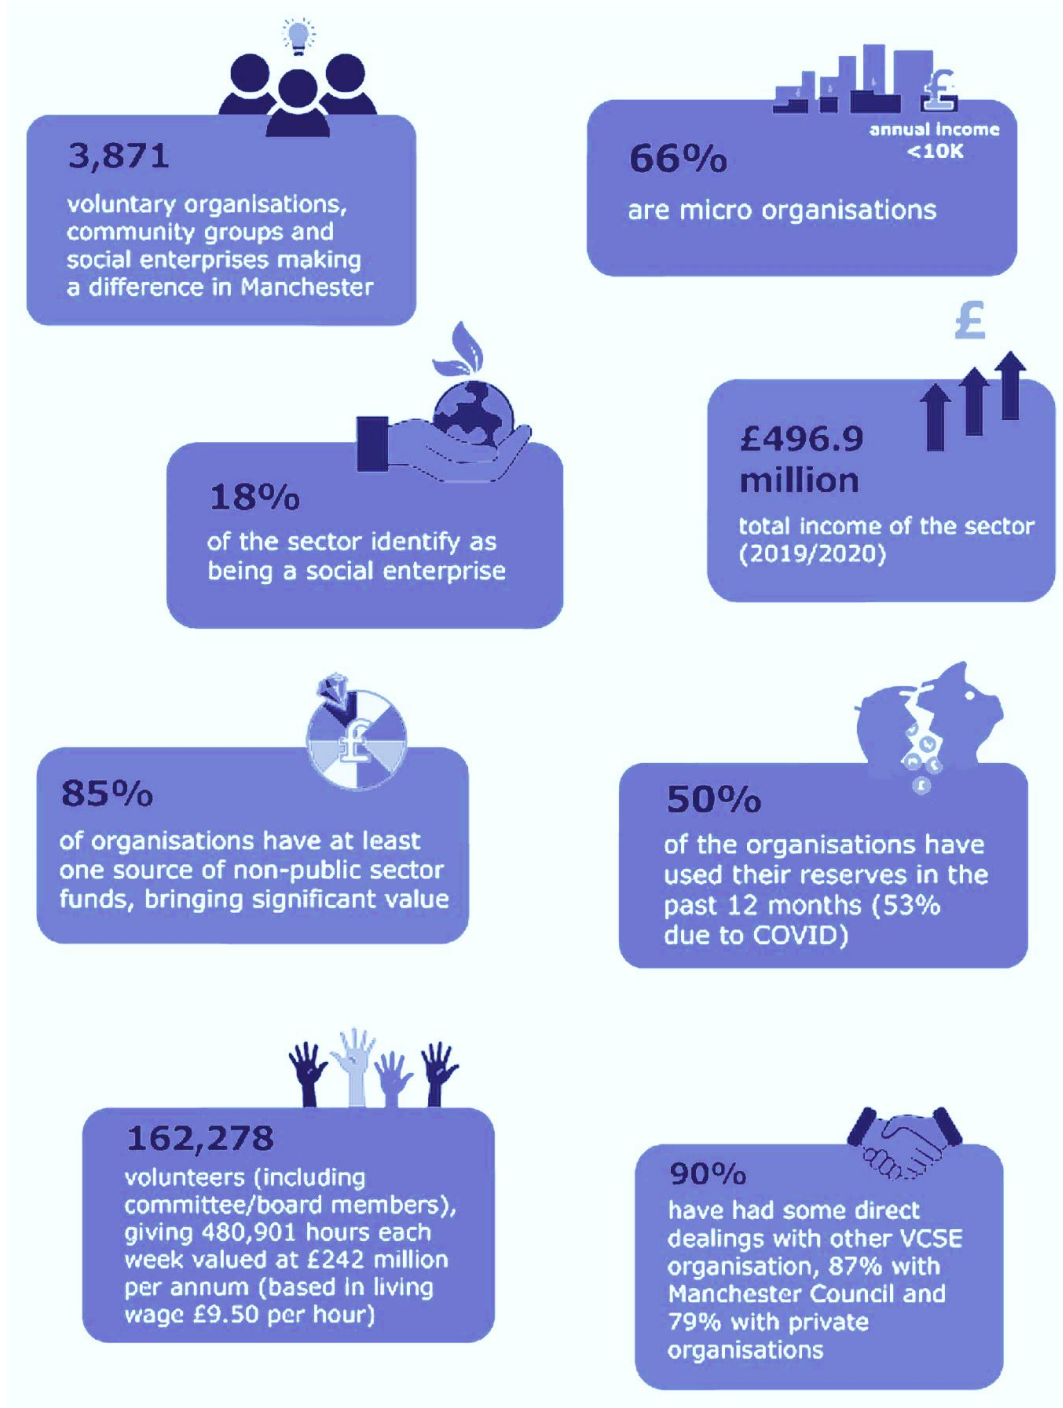 3,871
voluntary organisations,
community groups and
social enterprises making
a difference in Manchester
£
annual income
<10K
66%
are micro organisations
18%
of the sector identify as
being a social enterprise
£
£496.9
million
total income of the sector
(2019/2020)
£
85%
of organisations have at least
one source of non-public sector
funds, bringing significant value
£
50%
of the organisations have
used their reserves in the
past 12 months (53%
due to COVID)
162,278
volunteers (including
committee/board members),
giving 480,901 hours each
week valued at £242 million
per annum (based in living
wage £9.50 per hour)
90%
have had some direct
dealings with other VCSE
organisation, 87% with
Manchester Council and
79% with private
organisations